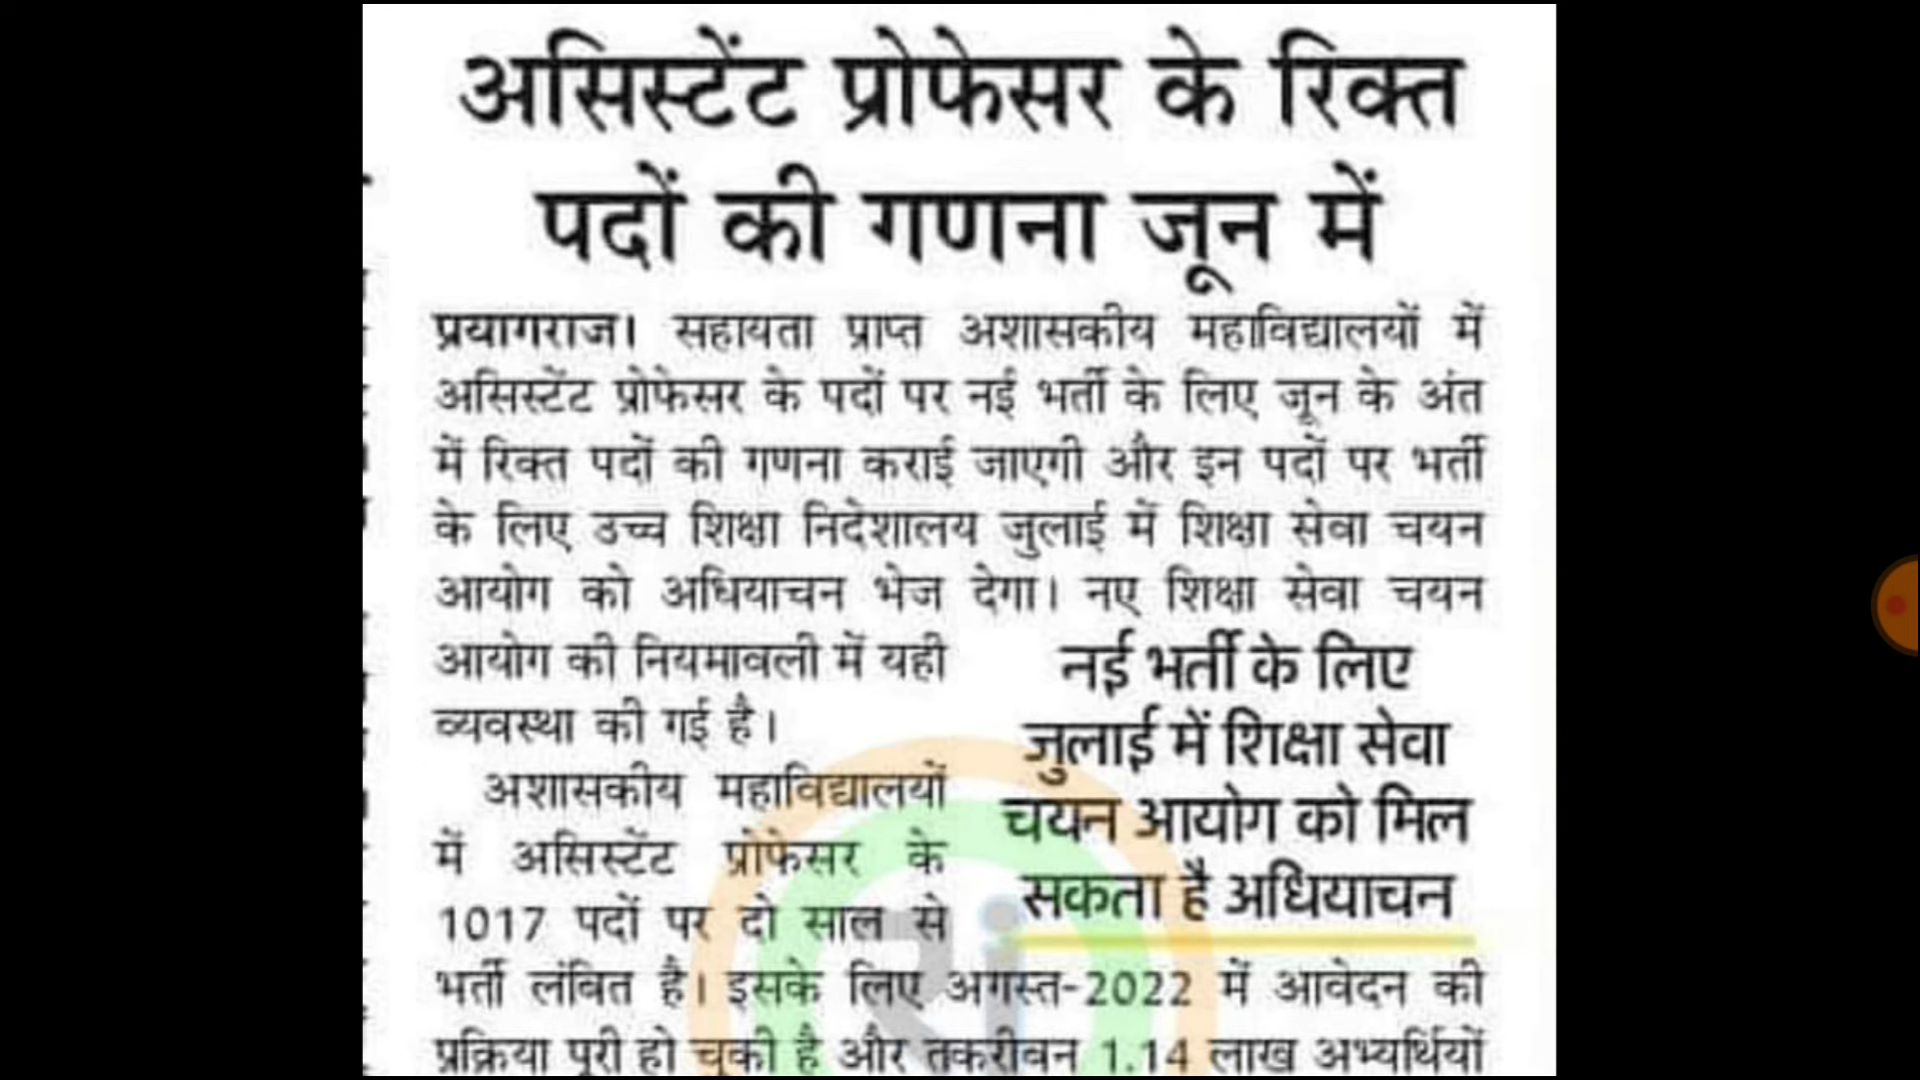 असिस्टेंट प्रोफेसर के रिक्त
पदों की गणना जून में
प्रयागराज। सहायता प्राप्त अशासकीय महाविद्यालयों में
असिस्टेंट प्रोफेसर के पदों पर नई भर्ती के लिए जून के अंत
में रिक्त पदों की गणना कराई जाएगी और इन पदों पर भर्ती
के लिए उच्च शिक्षा निदेशालय जुलाई में शिक्षा सेवा चयन
आयोग को अधियाचन भेज देगा। नए शिक्षा सेवा चयन
आयोग की नियमावली में यही
व्यवस्था की गई है।
अशासकीय महाविद्यालयों
में असिस्टेंट प्रोफेसर के
1017 पदों पर दो साल से
नई भर्ती के लिए
जुलाई में शिक्षा सेवा
चयन आयोग को मिल
सकता है अधियाचन
भर्ती लंबित है। इसके लिए अगस्त-2022 में आवेदन की
प्रक्रिया पूरी हो चुकी है और तकरीबन 1.14 लाख अभ्यर्थियों